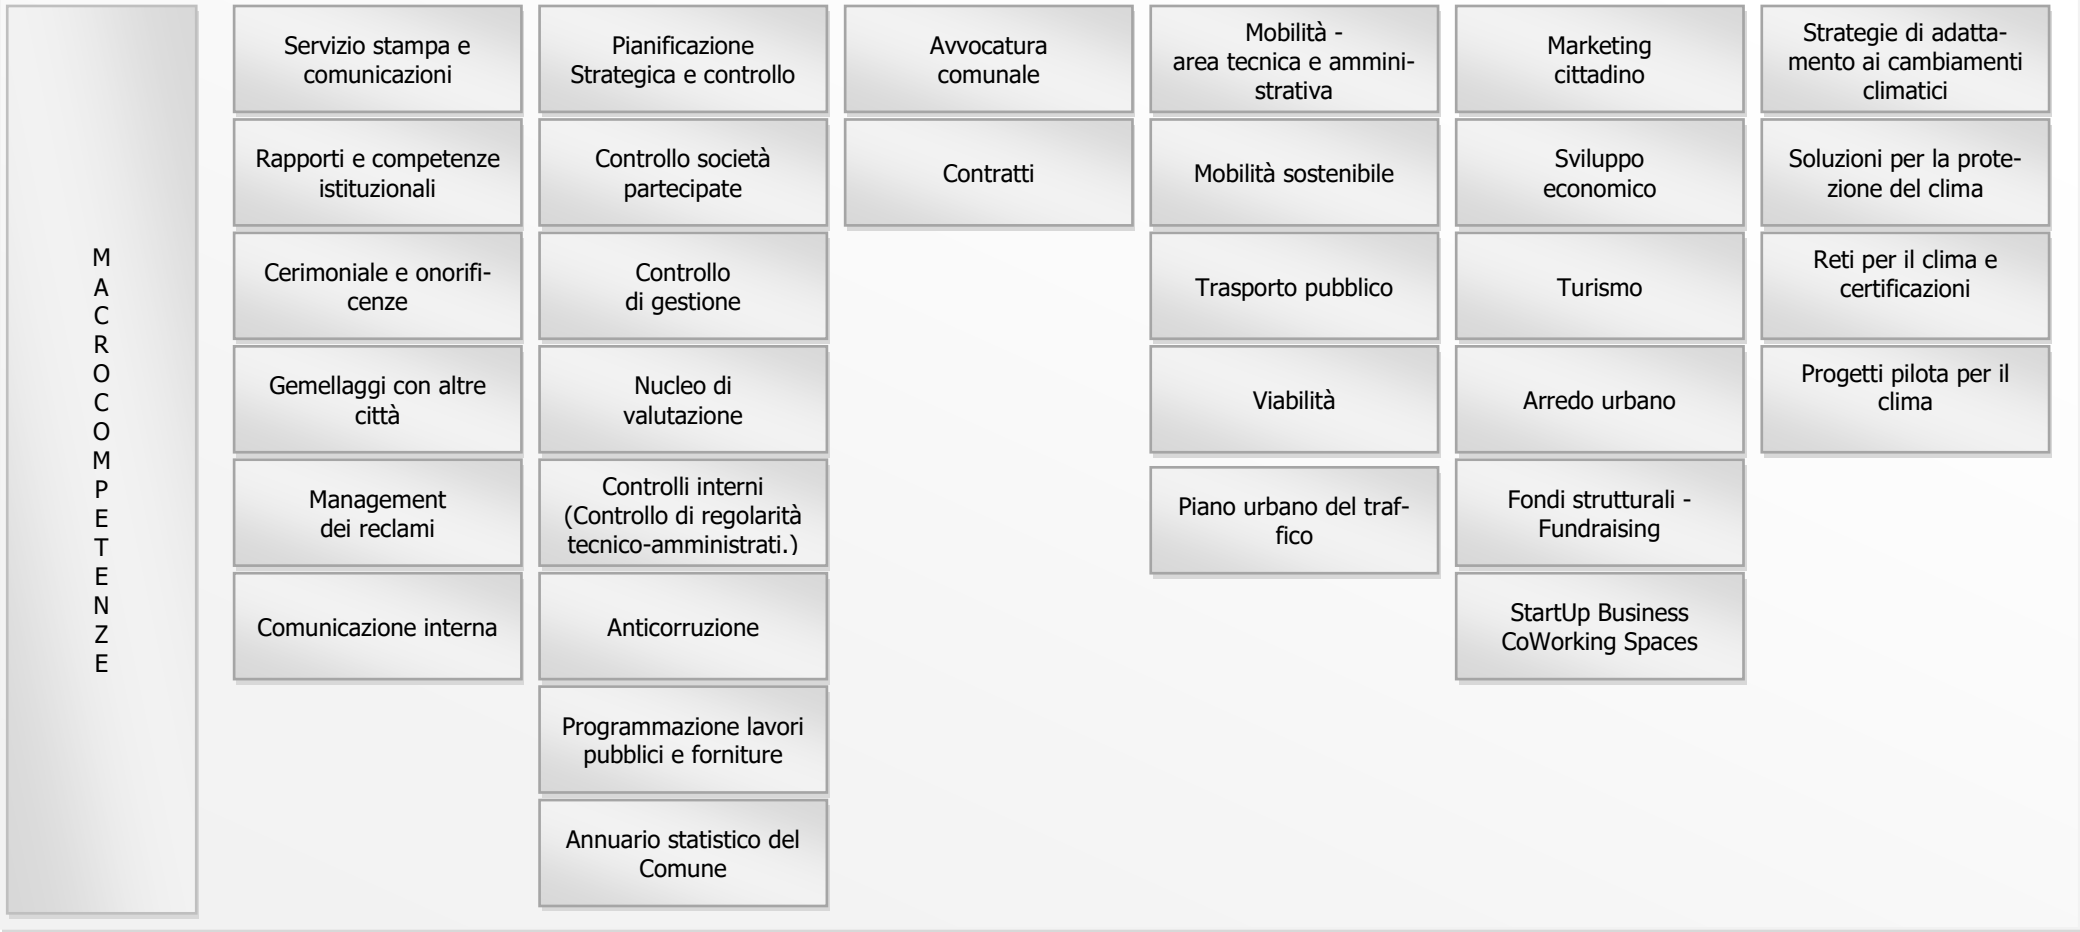 M
A
C
R
O
C
O
M
P
E
T
E
N
Z
E
Servizio stampa e
comunicazioni
Rapporti e competenze
istituzionali
Cerimoniale e onorifi-
cenze
Gemellaggi con altre
città
Management
dei reclami
Comunicazione interna
Pianificazione
Strategica e controllo
Controllo società
partecipate
Controllo
di gestione
Nucleo di
valutazione
Controlli interni
(Controllo di regolarità
tecnico-amministrati.)
Anticorruzione
Programmazione lavori
pubblici e forniture
Annuario statistico del
Comune
Avvocatura
comunale
Contratti
Mobilità -
area tecnica e ammini-
strativa
Mobilità sostenibile
Trasporto pubblico
Viabilità
Piano urbano del traf-
fico
Marketing
cittadino
Sviluppo
economico
Turismo
Arredo urbano
Fondi strutturali -
Fundraising
StartUp Business
CoWorking Spaces
Strategie di adatta-
mento ai cambiamenti
climatici
Soluzioni per la prote-
zione del clima
Reti per il clima e
certificazioni
Progetti pilota per il
clima